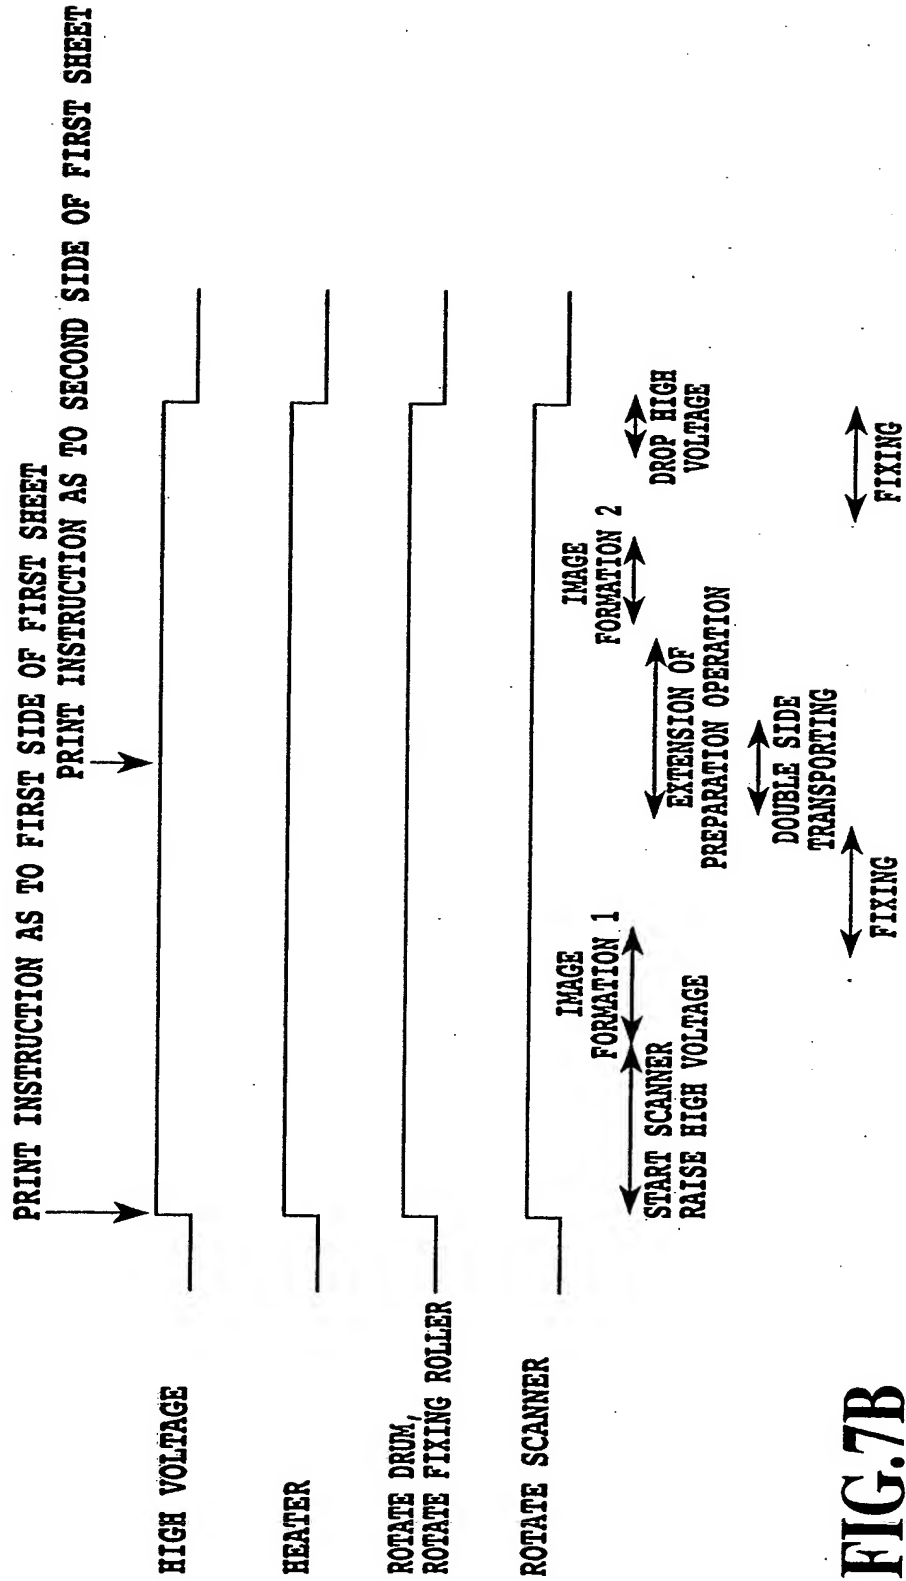 PRINT INSTRUCTION AS TO FIRST SIDE OF FIRST SHEET
PRINT INSTRUCTION AS TO SECOND SIDE OF FIRST SHEET
HIGH VOLTAGE
HEATER
ROTATE DRUM,
ROTATE FIXING ROLLER
ROTATE SCANNER
START SCANNER
RAISE HIGH VOLTAGE
IMAGE
FORMATION 1
EXTENSION OF
PREPARATION OPERATION
IMAGE
FORMATION 2
DROP HIGH
VOLTAGE
DOUBLE SIDE
TRANSPORTING
FIXING
FIXING
FIG.7B